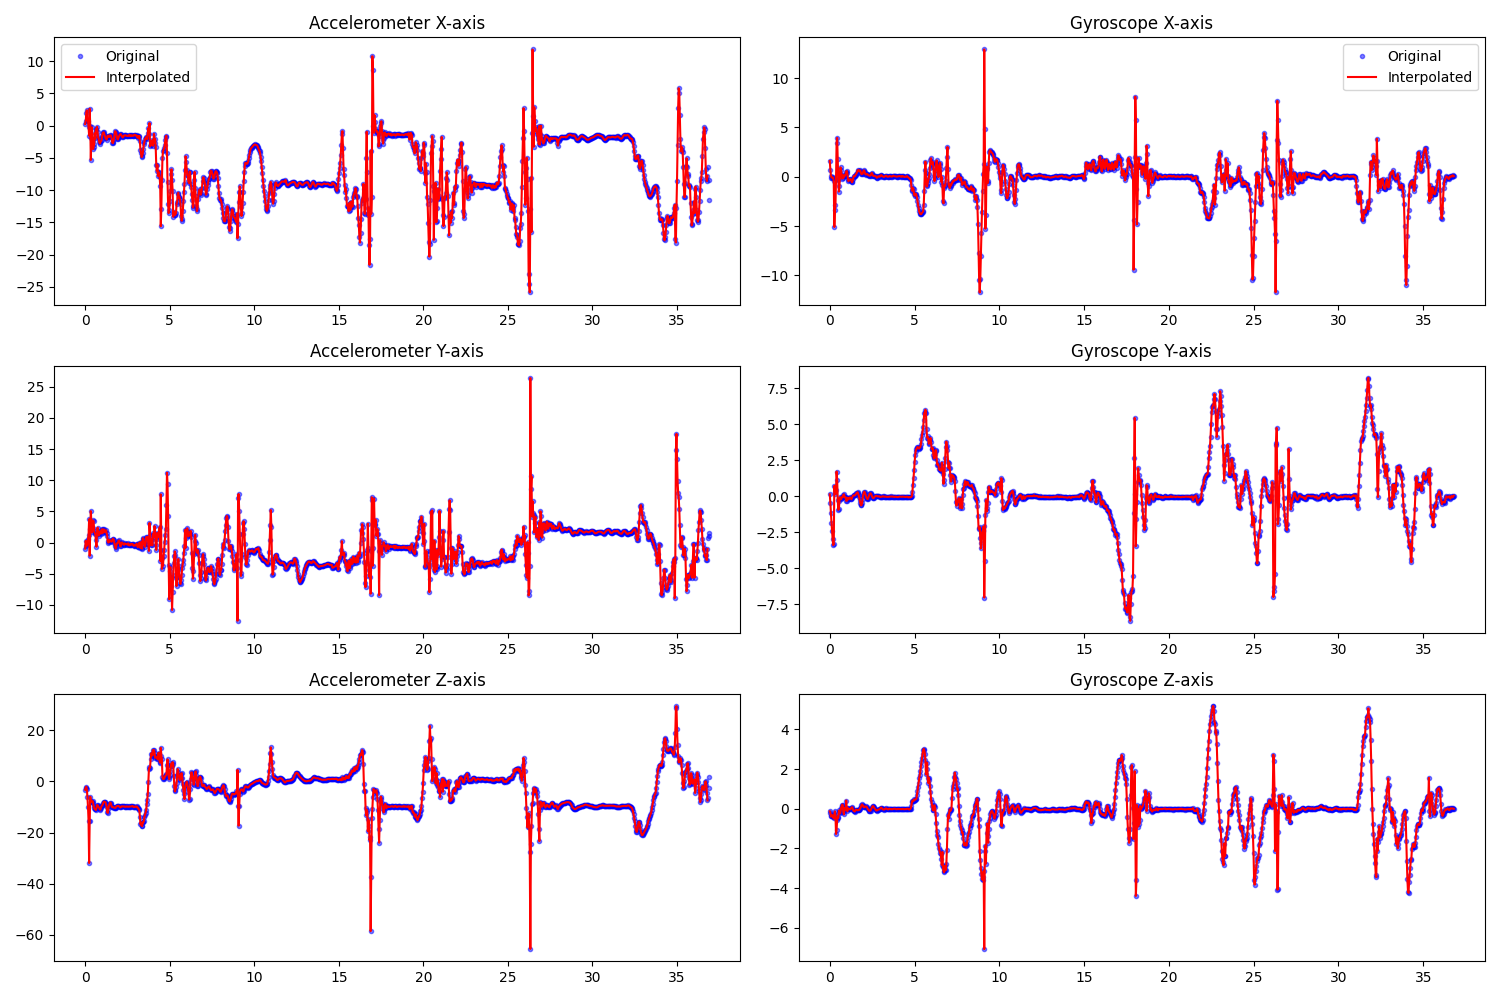 Accelerometer X-axis
Original
Interpolated
10
5
0
−5
−10
−15
−20
−25
0 5 10 15 20 25 30 35
Gyroscope X-axis
Original
Interpolated
10
5
0
−5
−10
0 5 10 15 20 25 30 35
Accelerometer Y-axis
25
20
15
10
5
0
−5
−10
0 5 10 15 20 25 30 35
Gyroscope Y-axis
7.5
5.0
2.5
0.0
−2.5
−5.0
−7.5
0 5 10 15 20 25 30 35
Accelerometer Z-axis
20
0
−20
−40
−60
0 5 10 15 20 25 30 35
Gyroscope Z-axis
4
2
0
−2
−4
−6
0 5 10 15 20 25 30 35